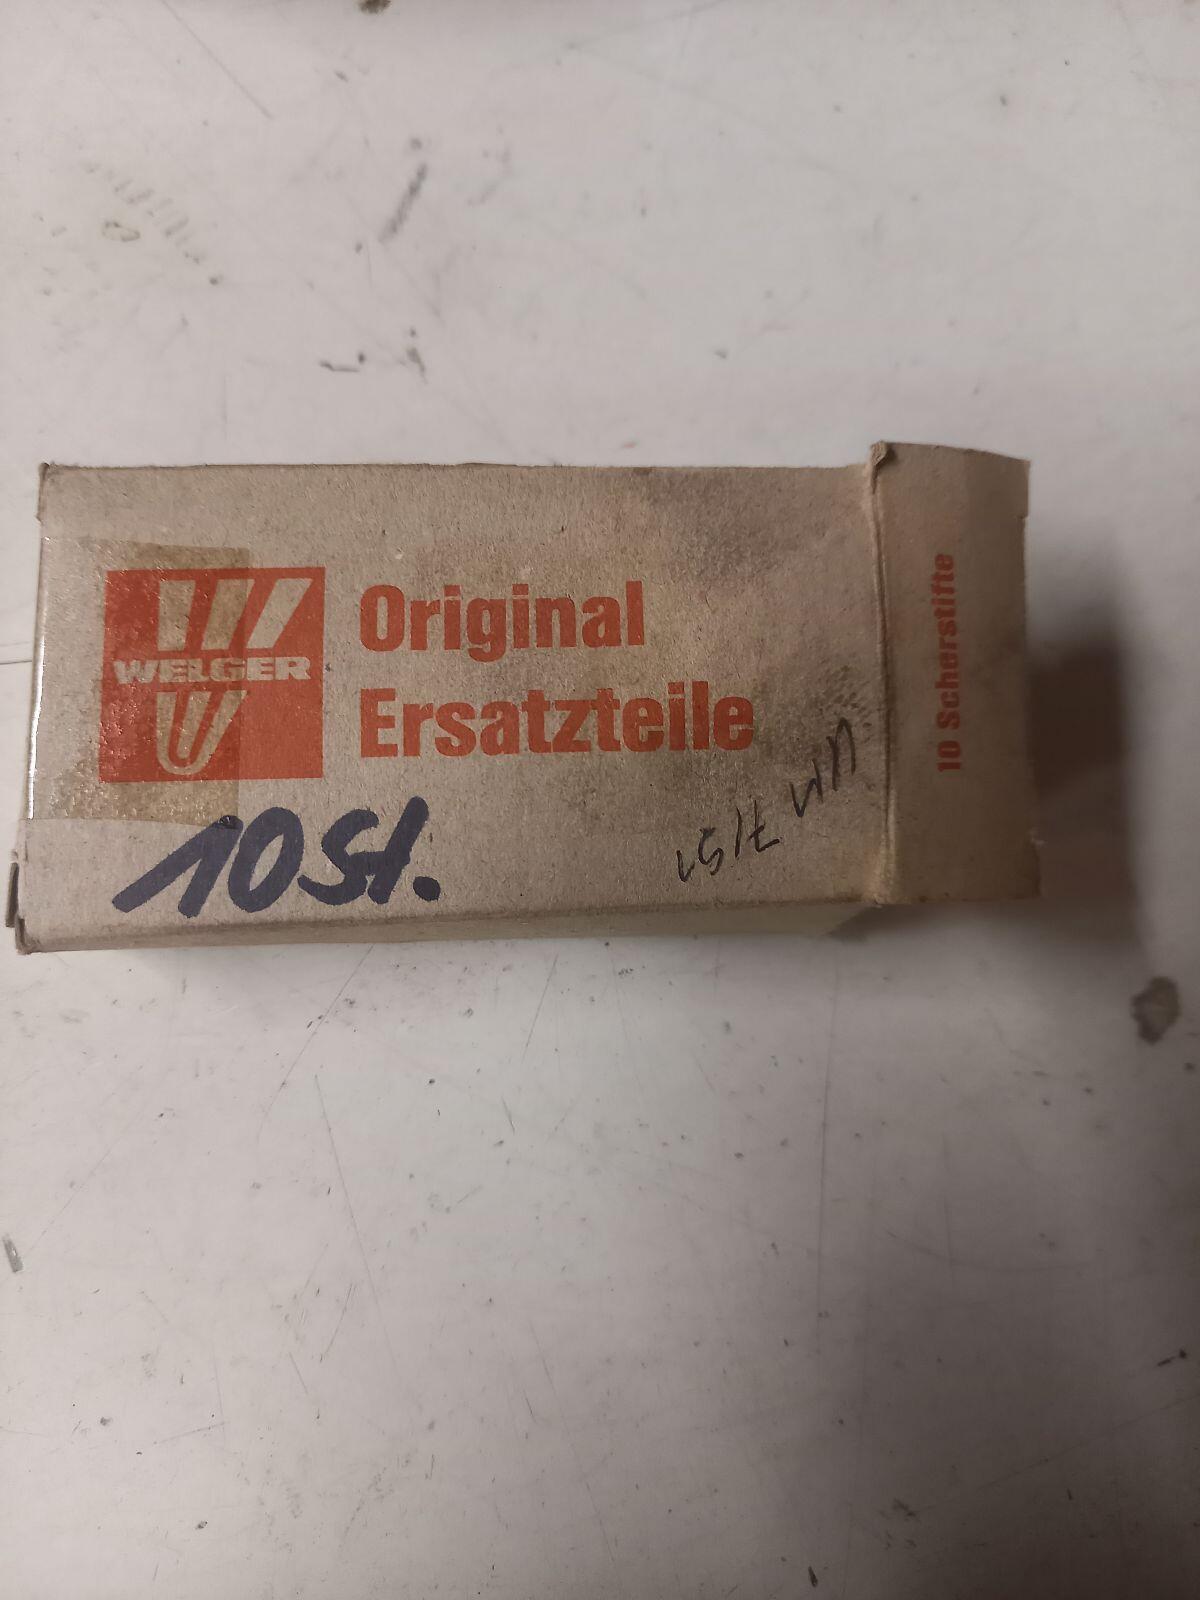 WELGER
Original
Ersatzteile
10 St.
10 Scherstifte